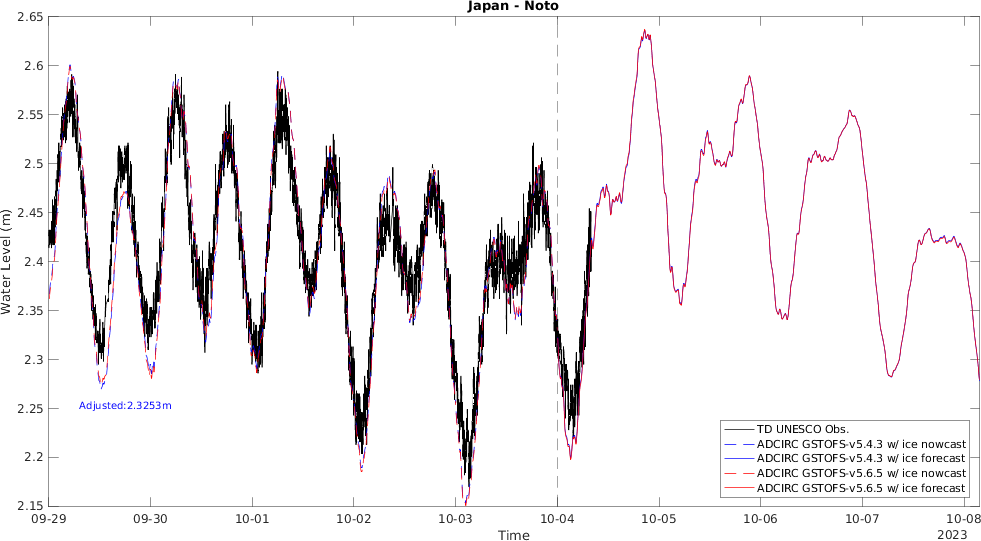 Japan - Noto
2.65
2.6
2.55
2.5
2.45
2.4
2.35
2.3
2.25
2.2
2.15
Water Level (m)
Adjusted:2.3253m
TD UNESCO Obs.
ADCIRC GSTOFS-v5.4.3 w/ ice nowcast
ADCIRC GSTOFS-v5.4.3 w/ ice forecast
ADCIRC GSTOFS-v5.6.5 w/ ice nowcast
ADCIRC GSTOFS-v5.6.5 w/ ice forecast
09-29 09-30 10-01 10-02 10-03 10-04 10-05 10-06 10-07 10-08
Time
2023